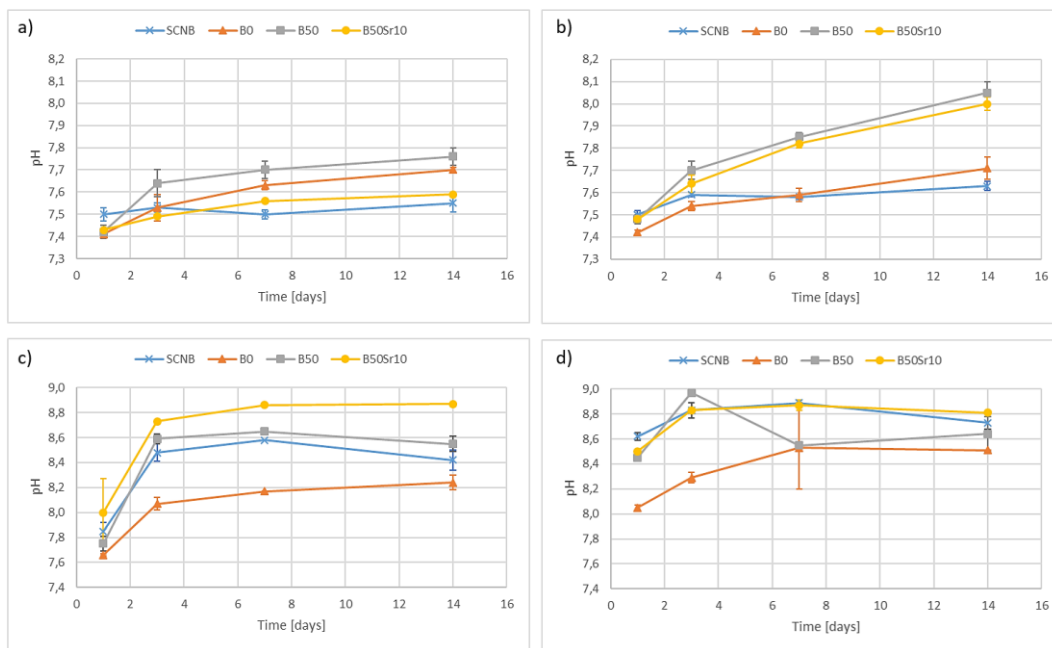 a)
SCNB B0 B50 B50Sr10
8,2
8,1
8,0
7,9
7,8
7,7
7,6
7,5
7,4
7,3
pH
0 2 4 6 8 10 12 14 16
Time [days]
b)
SCNB B0 B50 B50Sr10
8,2
8,1
8,0
7,9
7,8
7,7
7,6
7,5
7,4
7,3
pH
0 2 4 6 8 10 12 14 16
Time [days]
c)
SCNB B0 B50 B50Sr10
9,0
8,8
8,6
8,4
8,2
8,0
7,8
7,6
7,4
pH
0 2 4 6 8 10 12 14 16
Time [days]
d)
SCNB B0 B50 B50Sr10
9,0
8,8
8,6
8,4
8,2
8,0
7,8
7,6
7,4
pH
0 2 4 6 8 10 12 14 16
Time [days]